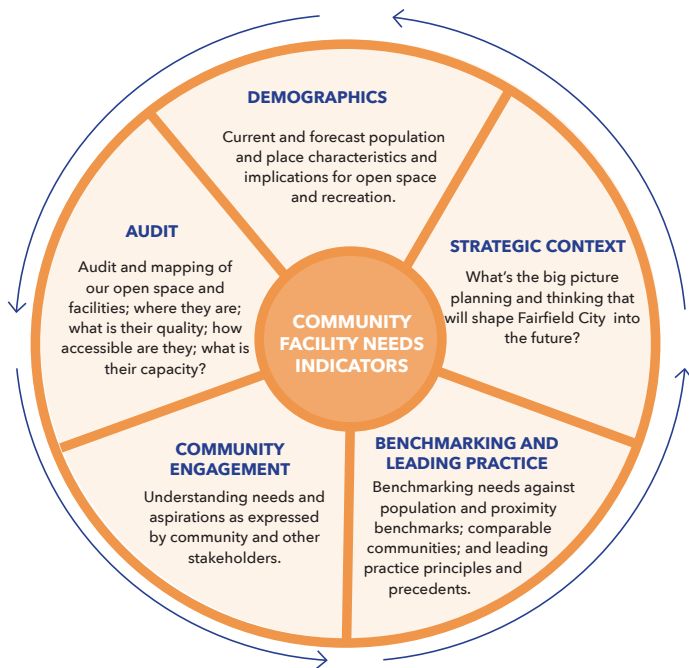 DEMOGRAPHICS
Current and forecast population
and place characteristics and
implications for open space
and recreation.
STRATEGIC CONTEXT
What's the big picture
planning and thinking that
will shape Fairfield City into
the future?
BENCHMARKING AND
LEADING PRACTICE
Benchmarking needs against
population and proximity
benchmarks; comparable
communities; and leading
practice principles and
precedents.
COMMUNITY
ENGAGEMENT
Understanding needs and
aspirations as expressed
by community and other
stakeholders.
AUDIT
Audit and mapping of
our open space and
facilities; where they are;
what is their quality; how
accessible are they; what is
their capacity?
COMMUNITY
FACILITY NEEDS
INDICATORS